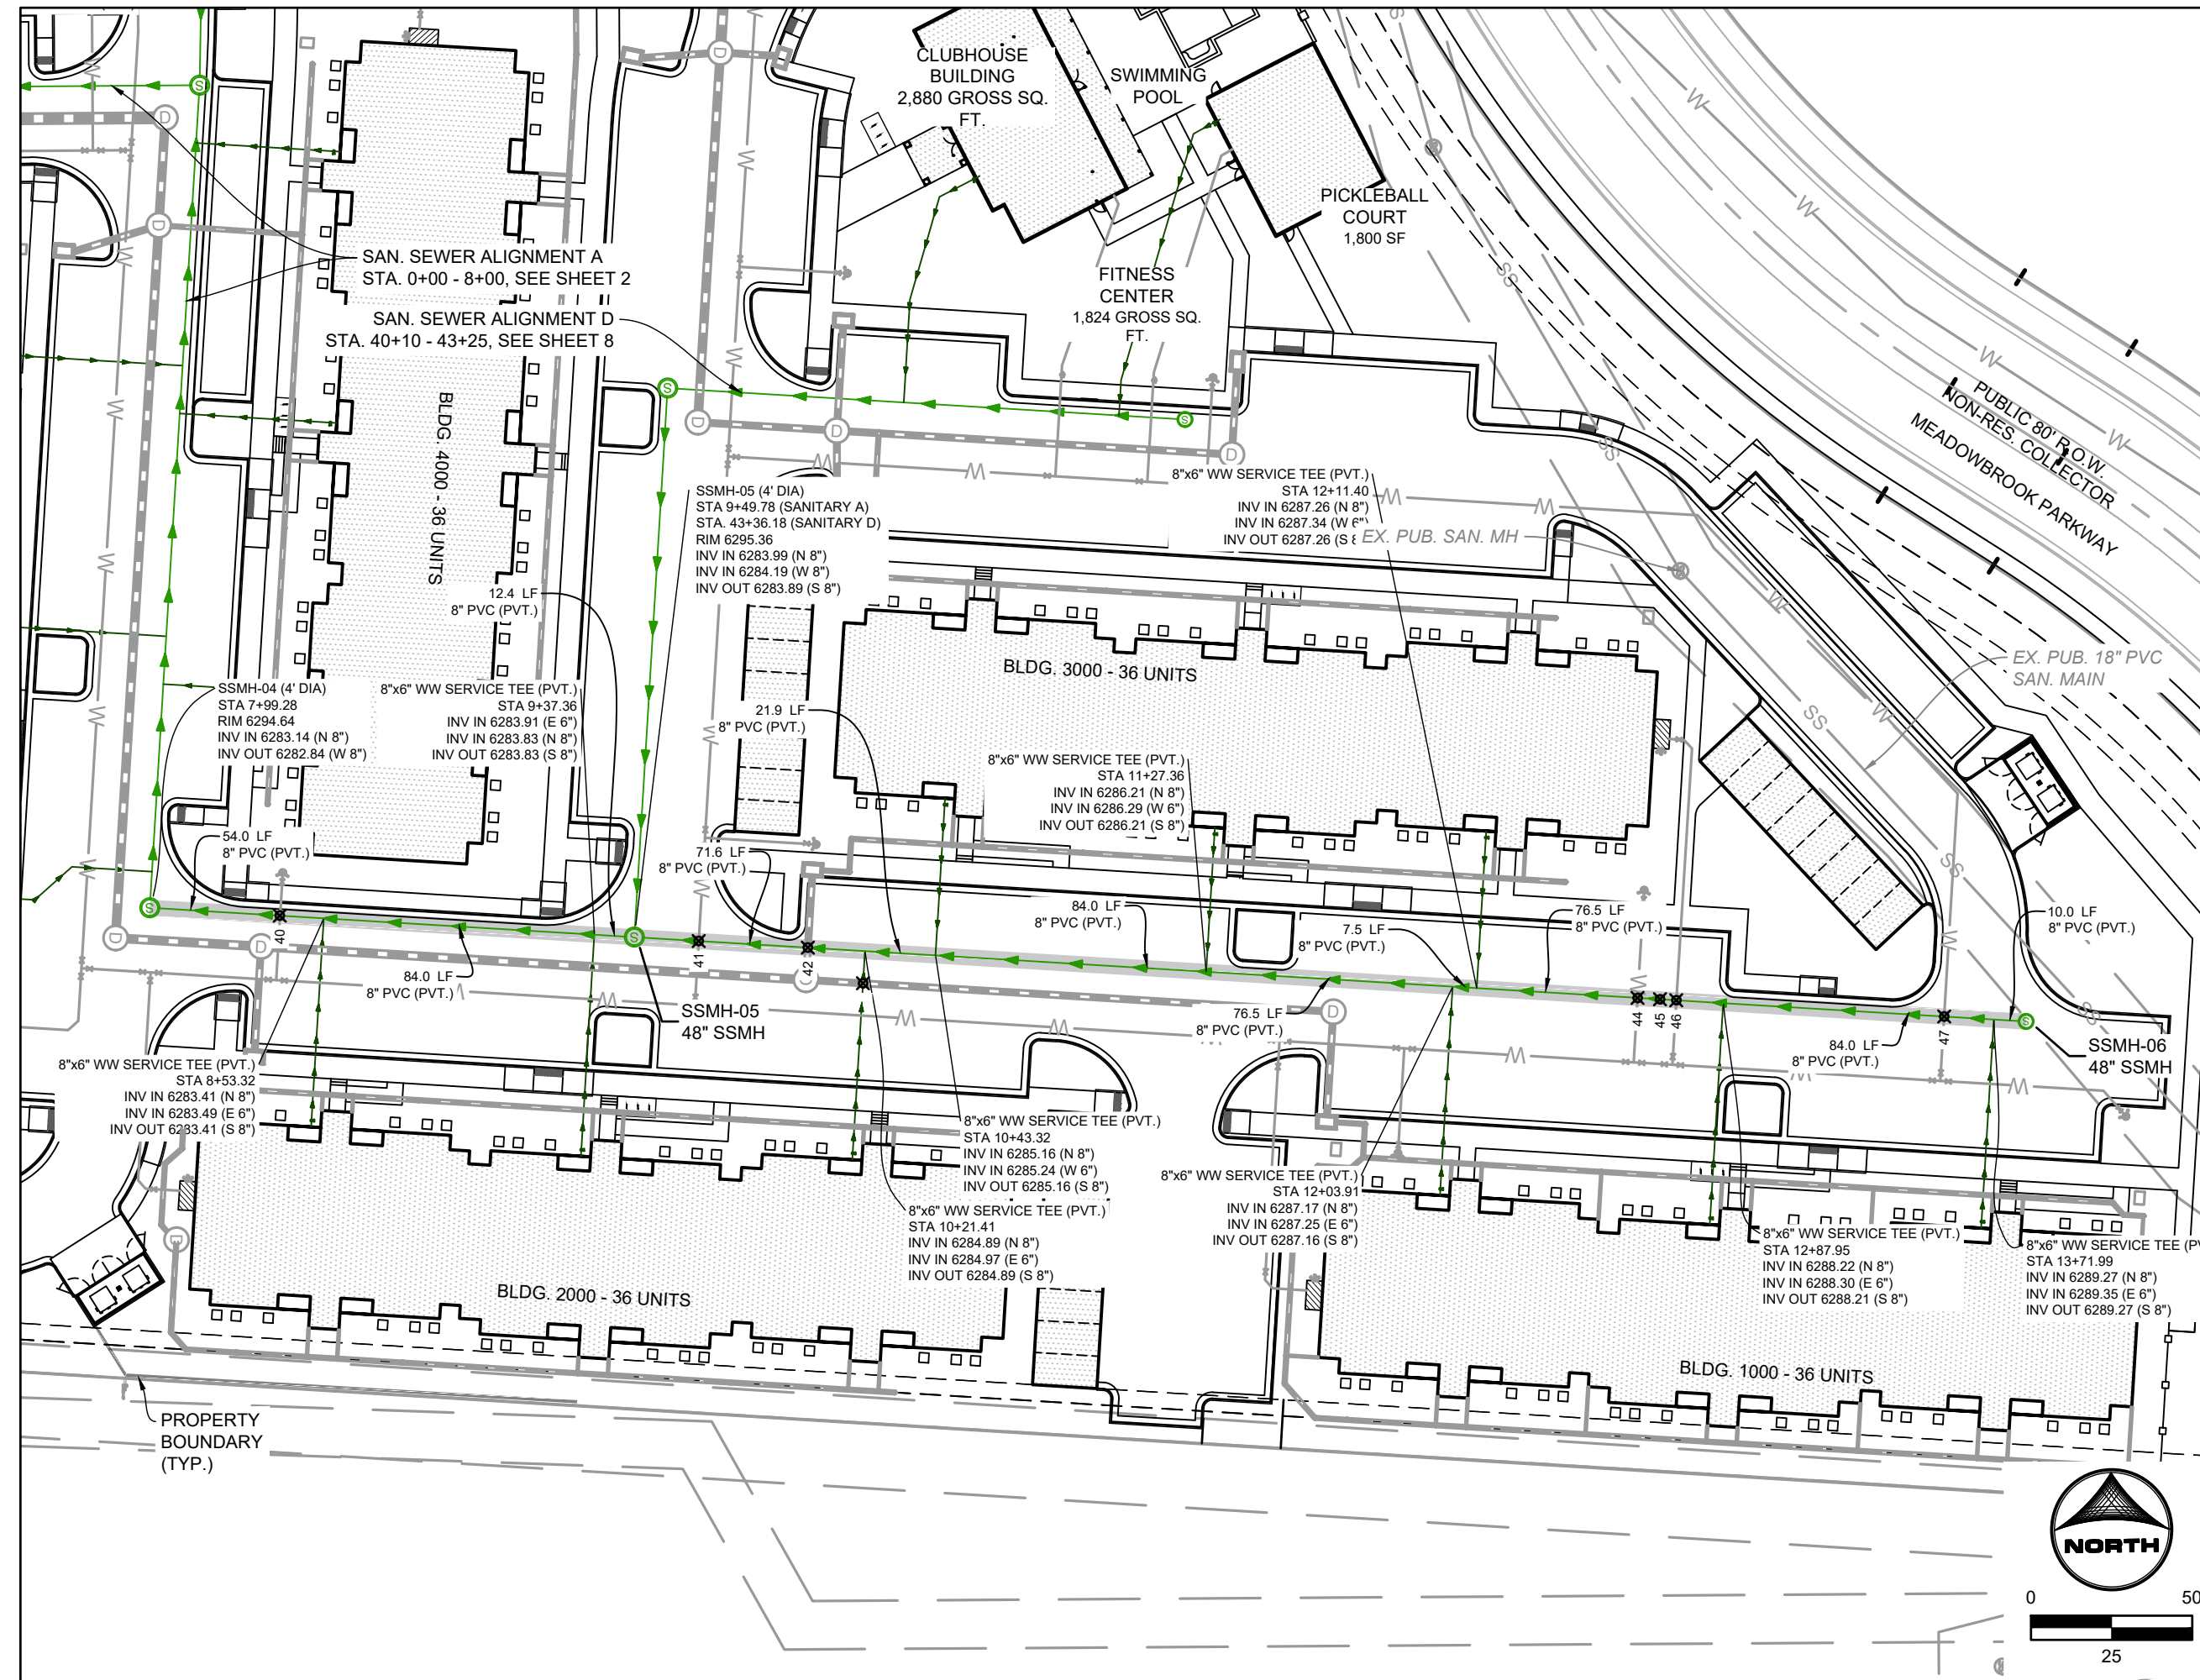 CLUBHOUSE
BUILDING
2,880 GROSS SQ.
FT.
SWIMMING
POOL
PICKLEBALL
COURT
1,800 SF
FITNESS
CENTER
1,824 GROSS SQ.
FT.
SAN. SEWER ALIGNMENT A
STA. 0+00 - 8+00, SEE SHEET 2
SAN. SEWER ALIGNMENT D
STA. 40+10 - 43+25, SEE SHEET 8
PUBLIC 80' R.O.W.
NON-RES. COLLECTOR
MEADOWBROOK PARKWAY
BLDG. 4000 - 36 UNITS
SSMH-05 (4' DIA)
STA 9+49.78 (SANITARY A)
STA. 43+36.18 (SANITARY D)
RIM 6295.36
INV IN 6283.99 (N 8")
INV IN 6284.19 (W 8")
INV OUT 6283.89 (S 8")
8"x6" WW SERVICE TEE (PVT.)
STA 12+11.40
INV IN 6287.26 (N 8")
INV IN 6287.34 (W 6")
INV OUT 6287.26 (S 8
EX. PUB. SAN. MH
12.4 LF
8" PVC (PVT.)
EX. PUB. 18" PVC
SAN. MAIN
BLDG. 3000 - 36 UNITS
SSMH-04 (4' DIA)
STA 7+99.28
RIM 6294.64
INV IN 6283.14 (N 8")
INV OUT 6282.84 (W 8")
8"x6" WW SERVICE TEE (PVT.)
STA 9+37.36
INV IN 6283.91 (E 6")
INV IN 6283.83 (N 8")
INV OUT 6283.83 (S 8")
21.9 LF
8" PVC (PVT.)
8"x6" WW SERVICE TEE (PVT.)
STA 11+27.36
INV IN 6286.21 (N 8")
INV IN 6286.29 (W 6")
INV OUT 6286.21 (S 8")
54.0 LF
8" PVC (PVT.)
71.6 LF
8" PVC (PVT.)
84.0 LF
8" PVC (PVT.)
7.5 LF
8" PVC (PVT.)
76.5 LF
8" PVC (PVT.)
10.0 LF
8" PVC (PVT.)
40
41
42
44
45
46
47
84.0 LF
8" PVC (PVT.)
SSMH-05
48" SSMH
76.5 LF
8" PVC (PVT.)
84.0 LF
8" PVC (PVT.)
SSMH-06
48" SSMH
8"x6" WW SERVICE TEE (PVT.)
STA 8+53.32
INV IN 6283.41 (N 8")
INV IN 6283.49 (E 6")
INV OUT 6283.41 (S 8")
8"x6" WW SERVICE TEE (PVT.)
STA 10+43.32
INV IN 6285.16 (N 8")
INV IN 6285.24 (W 6")
INV OUT 6285.16 (S 8")
8"x6" WW SERVICE TEE (PVT.)
STA 10+21.41
INV IN 6284.89 (N 8")
INV IN 6284.97 (E 6")
INV OUT 6284.89 (S 8")
8"x6" WW SERVICE TEE (PVT.)
STA 12+03.91
INV IN 6287.17 (N 8")
INV IN 6287.25 (E 6")
INV OUT 6287.16 (S 8")
8"x6" WW SERVICE TEE (PVT.)
STA 12+87.95
INV IN 6288.22 (N 8")
INV IN 6288.30 (E 6")
INV OUT 6288.21 (S 8")
8"x6" WW SERVICE TEE (PV
STA 13+71.99
INV IN 6289.27 (N 8")
INV IN 6289.35 (E 6")
INV OUT 6289.27 (S 8")
BLDG. 2000 - 36 UNITS
BLDG. 1000 - 36 UNITS
PROPERTY
BOUNDARY
(TYP.)
NORTH
0 50
25